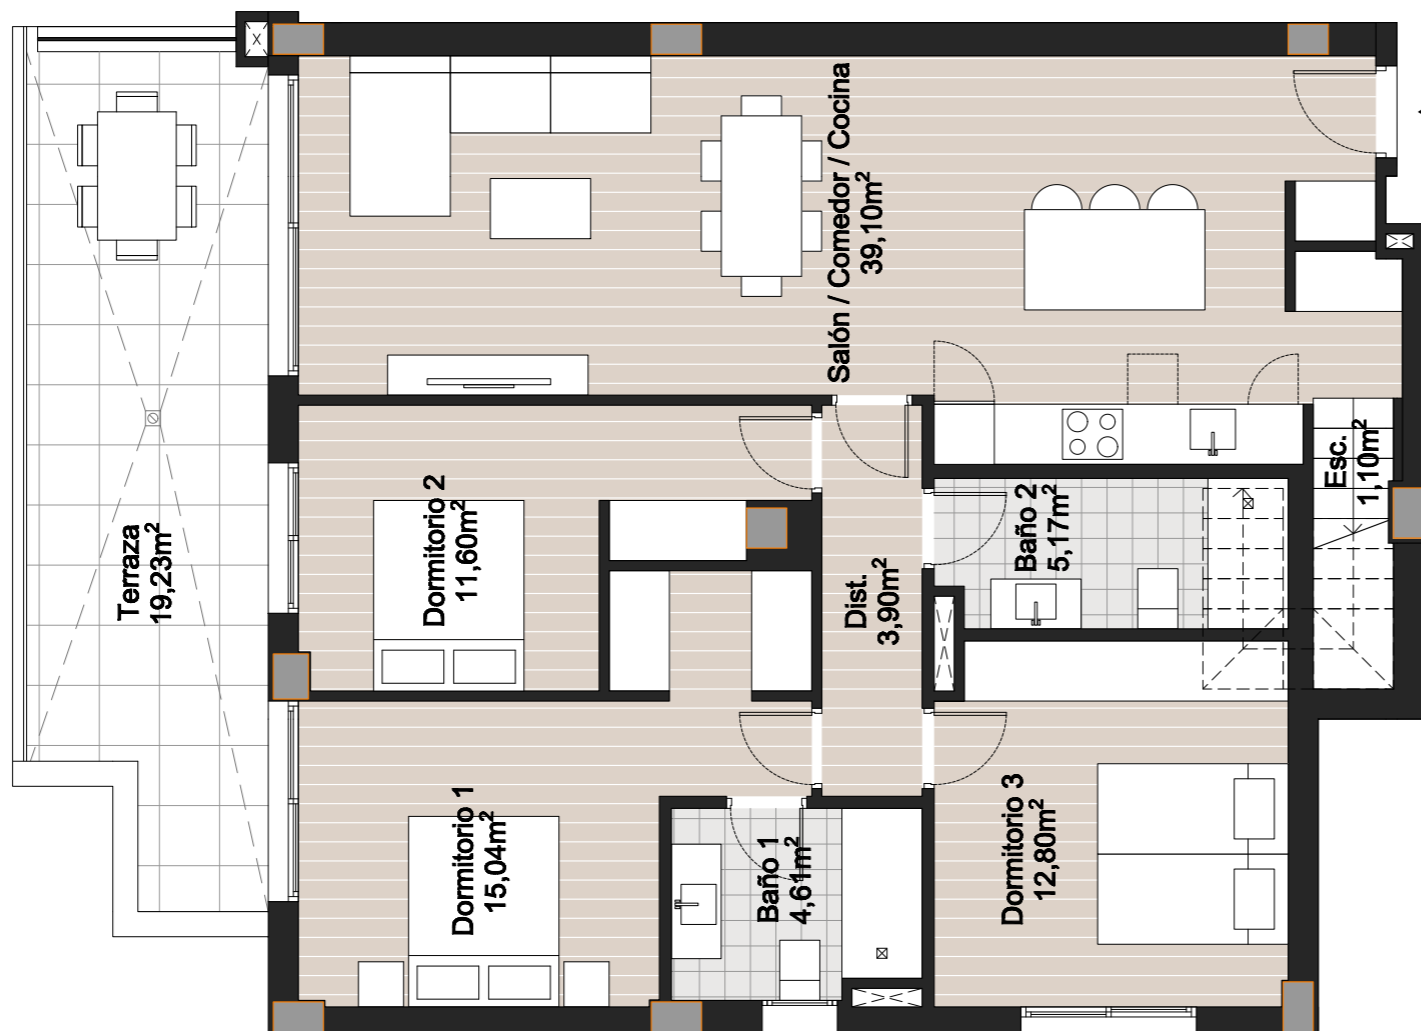 Salón / Comedor / Cocina
39,10m²
Terraza
19,23m²
Dormitorio 2
11,60m²
Dist.
3,90m²
Baño 2
5,17m²
Esc.
1,10m²
Dormitorio 1
15,04m²
Baño 1
4,61m²
Dormitorio 3
12,80m²